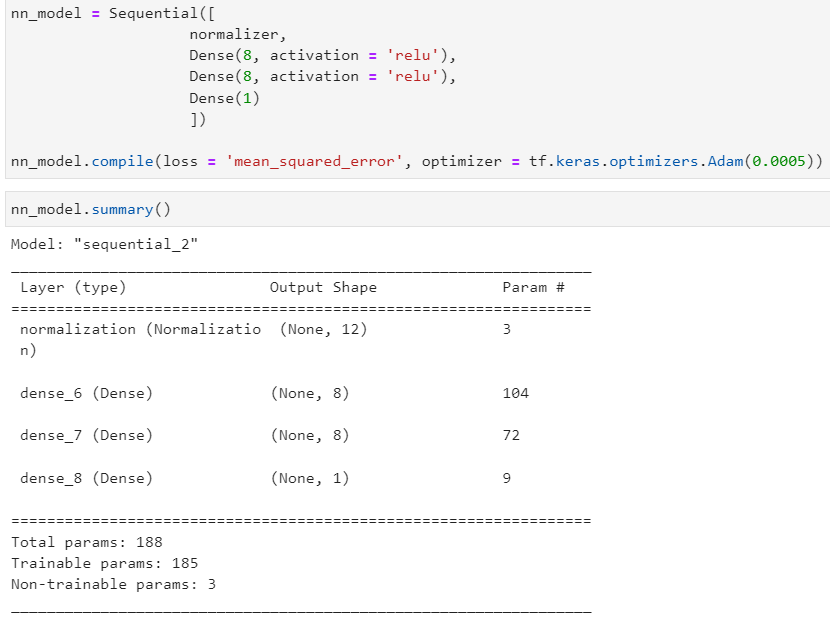 nn_model = Sequential([
normalizer,
Dense(8, activation = 'relu'),
Dense(8, activation = 'relu'),
Dense(1)
])
nn_model.compile(loss = 'mean_squared_error', optimizer = tf.keras.optimizers.Adam(0.0005))
nn_model.summary()
Model: "sequential_2"
_________________________________________________________________
Layer (type) Output Shape Param #
=================================================================
normalization (Normalizatio (None, 12) 3
n)
dense_6 (Dense) (None, 8) 104
dense_7 (Dense) (None, 8) 72
dense_8 (Dense) (None, 1) 9
=================================================================
Total params: 188
Trainable params: 185
Non-trainable params: 3
_________________________________________________________________